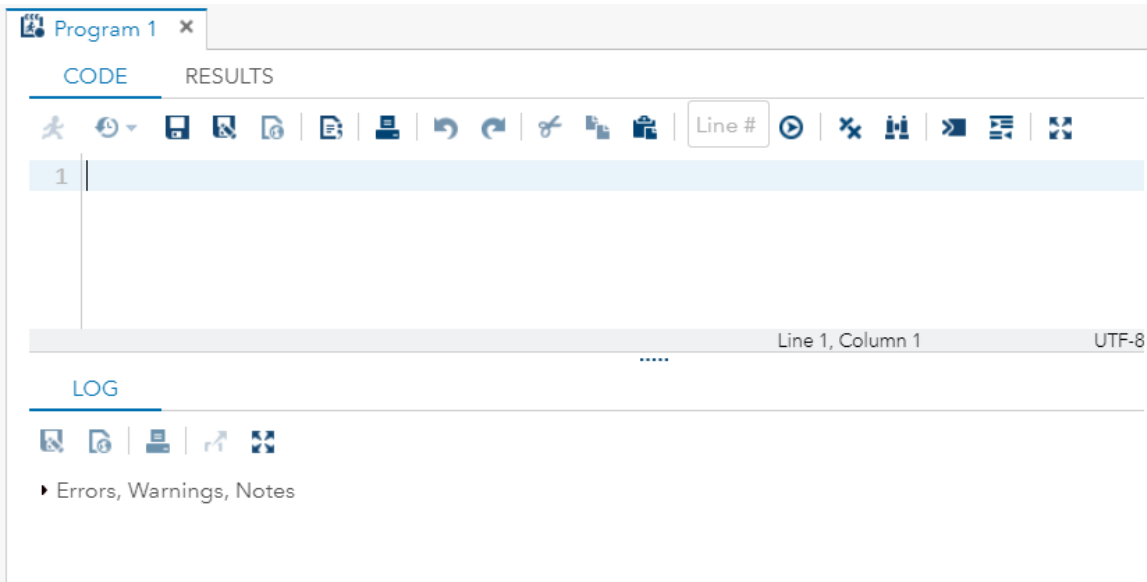 Program 1
CODE RESULTS
Line #
1
Line 1, Column 1 UTF-8
LOG
Errors, Warnings, Notes